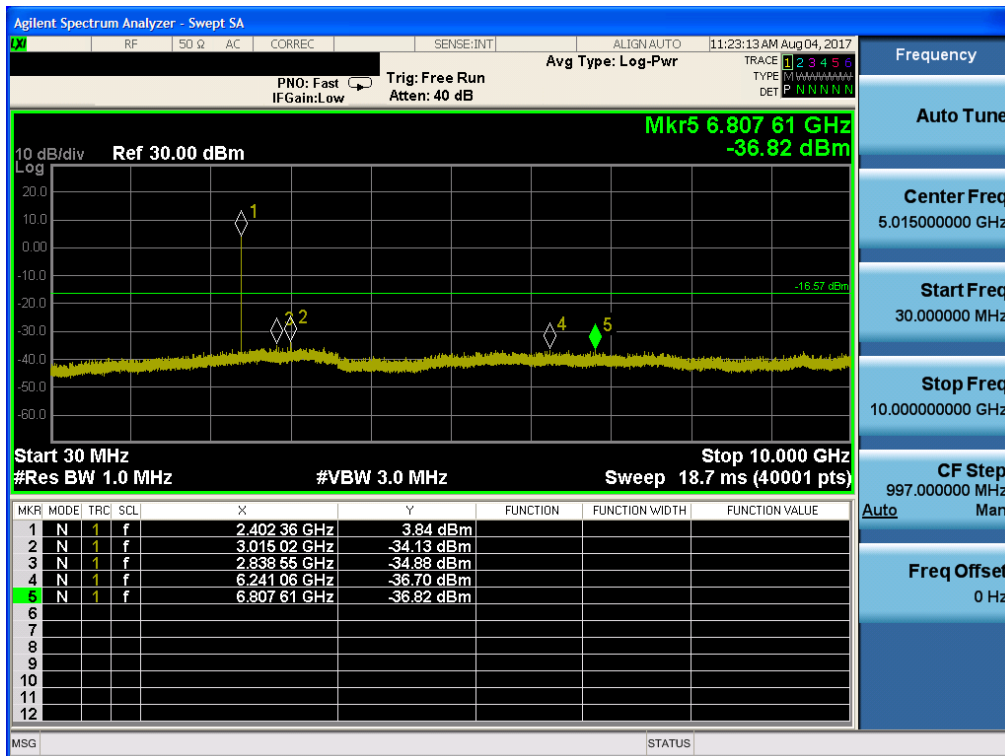 Agilent Spectrum Analyzer - Swept SA
LXI RF 50 Ω AC CORREC SENSE:INT ALIGN AUTO 11:23:13 AM Aug 04, 2017
Avg Type: Log-Pwr TRACE 1 2 3 4 5 6
PNO: Fast Trig: Free Run TYPE M WWWWW
IFGain:Low Atten: 40 dB DET P N N N N N
Mkr5 6.807 61 GHz
10 dB/div Ref 30.00 dBm -36.82 dBm
Log
20.0
10.0
1
0.00
-10.0
-16.57 dBm
-20.0
-30.0
3 2 4 5
-40.0
-50.0
-60.0
Start 30 MHz Stop 10.000 GHz
#Res BW 1.0 MHz #VBW 3.0 MHz Sweep 18.7 ms (40001 pts)
MKR MODE TRC SCL X Y FUNCTION FUNCTION WIDTH FUNCTION VALUE
1 N 1 f 2.402 36 GHz 3.84 dBm
2 N 1 f 3.015 02 GHz -34.13 dBm
3 N 1 f 2.838 55 GHz -34.88 dBm
4 N 1 f 6.241 06 GHz -36.70 dBm
5 N 1 f 6.807 61 GHz -36.82 dBm
6
7
8
9
10
11
12
MSG STATUS
Frequency
Auto Tune
Center Freq
5.015000000 GHz
Start Freq
30.000000 MHz
Stop Freq
10.000000000 GHz
CF Step
997.000000 MHz
Auto Man
Freq Offset
0 Hz